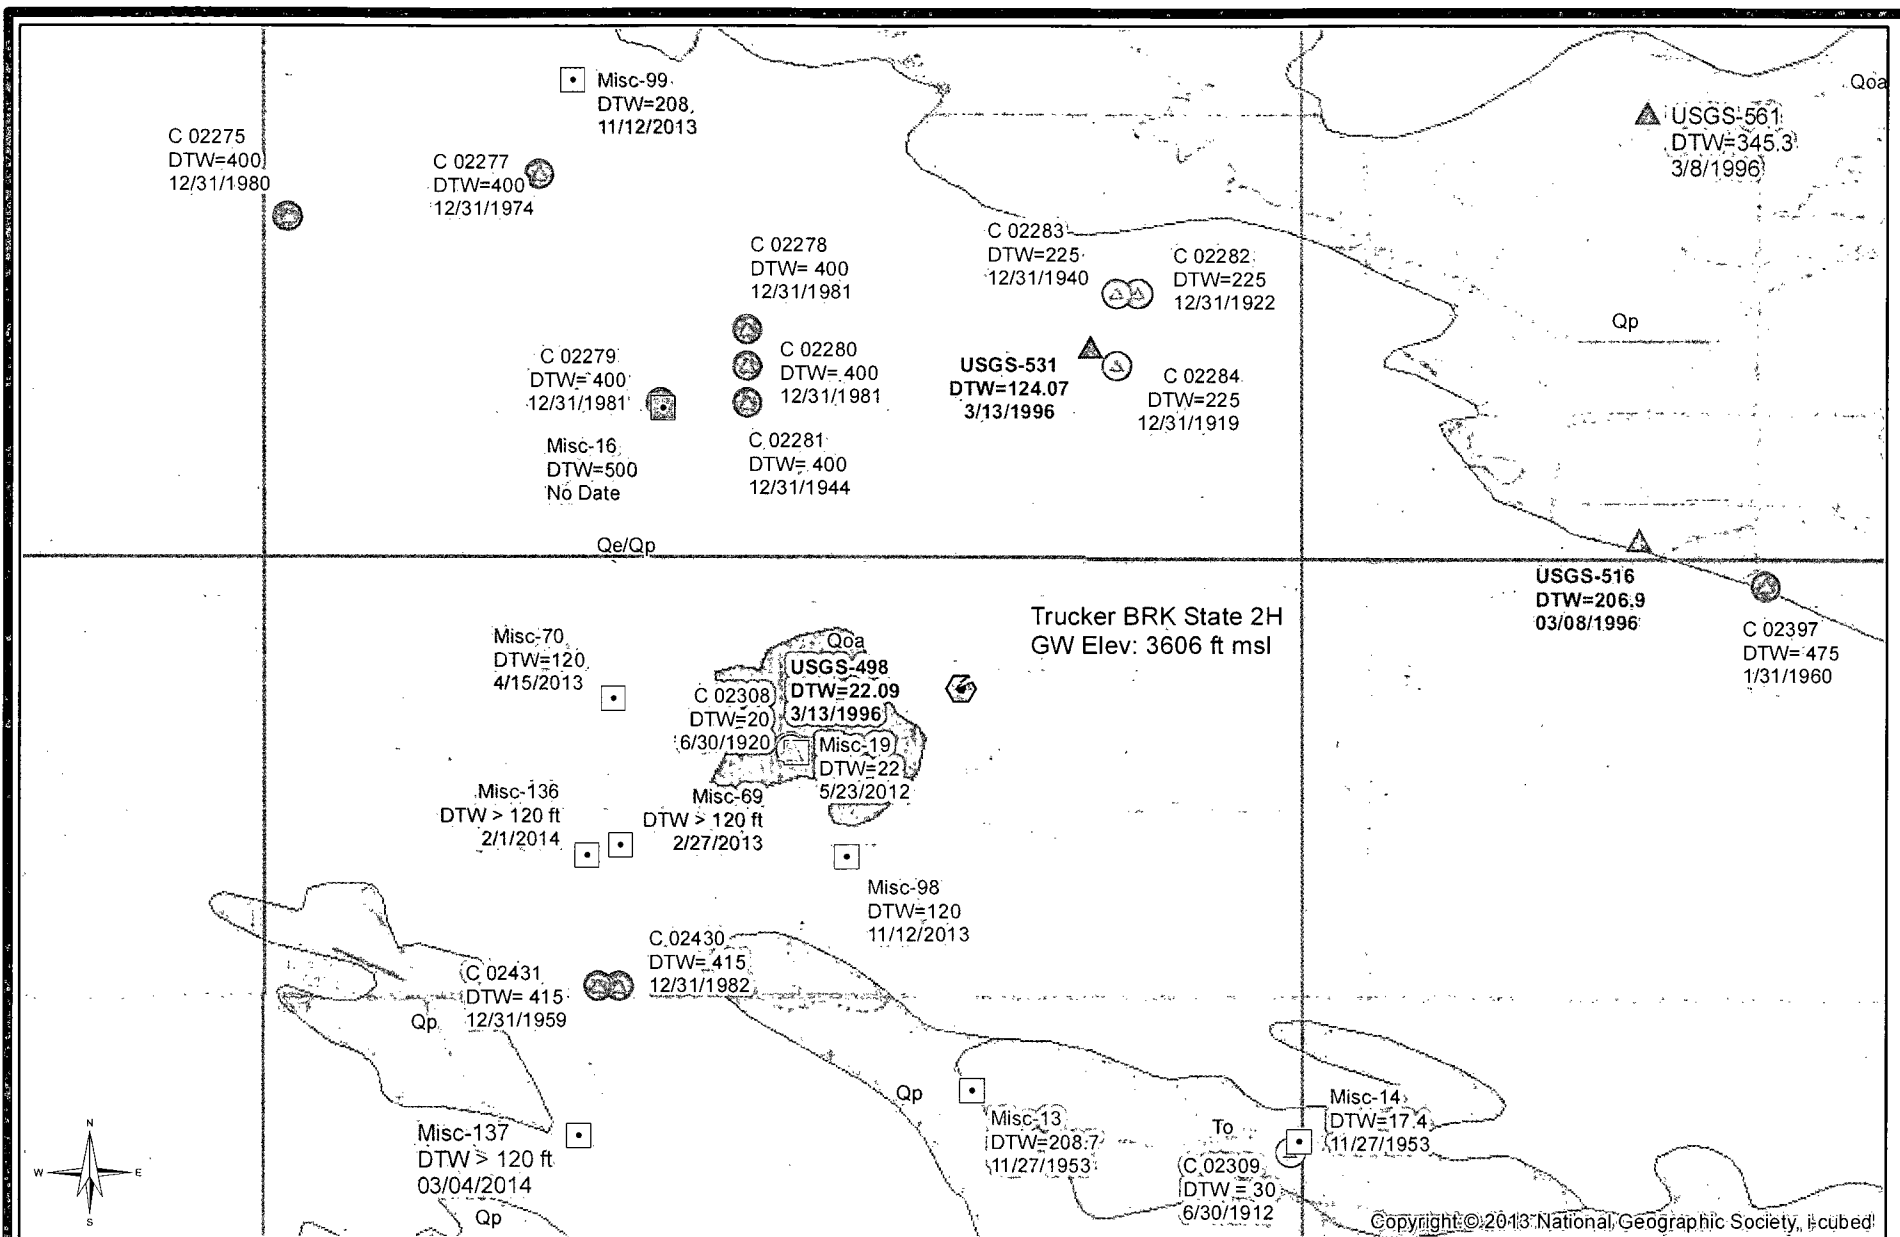 Misc-99
DTW=208
11/12/2013
Qoa
USGS-561
DTW=345.3
3/8/1996
C 02275
DTW=400
12/31/1980
C 02277
DTW=400
12/31/1974
C 02278
DTW= 400
12/31/1981
C 02283
DTW=225
12/31/1940
C 02282
DTW=225
12/31/1922
Qp
C 02279
DTW= 400
12/31/1981
C 02280
DTW= 400
12/31/1981
USGS-531
DTW=124.07
3/13/1996
C 02284
DTW=225
12/31/1919
Misc-16
DTW=500
No Date
C 02281
DTW= 400
12/31/1944
Qe/Qp
USGS-516
DTW=206.9
03/08/1996
Trucker BRK State 2H
GW Elev: 3606 ft msl
C 02397
DTW= 475
1/31/1960
Misc-70
DTW=120
4/15/2013
Qoa
USGS-498
DTW=22.09
3/13/1996
C 02308
DTW=20
6/30/1920
Misc-19
DTW=22
5/23/2012
Misc-136
DTW > 120 ft
2/1/2014
Misc-69
DTW > 120 ft
2/27/2013
Misc-98
DTW=120
11/12/2013
C 02430
DTW= 415
12/31/1982
C 02431
DTW= 415
12/31/1959
Qp
Qp
Misc-13
DTW=208.7
11/27/1953
To
Misc-14
DTW=17.4
11/27/1953
C 02309
DTW = 30
6/30/1912
Misc-137
DTW > 120 ft
03/04/2014
Qp
N
W E
S
Copyright:© 2013 National Geographic Society, i-cubed